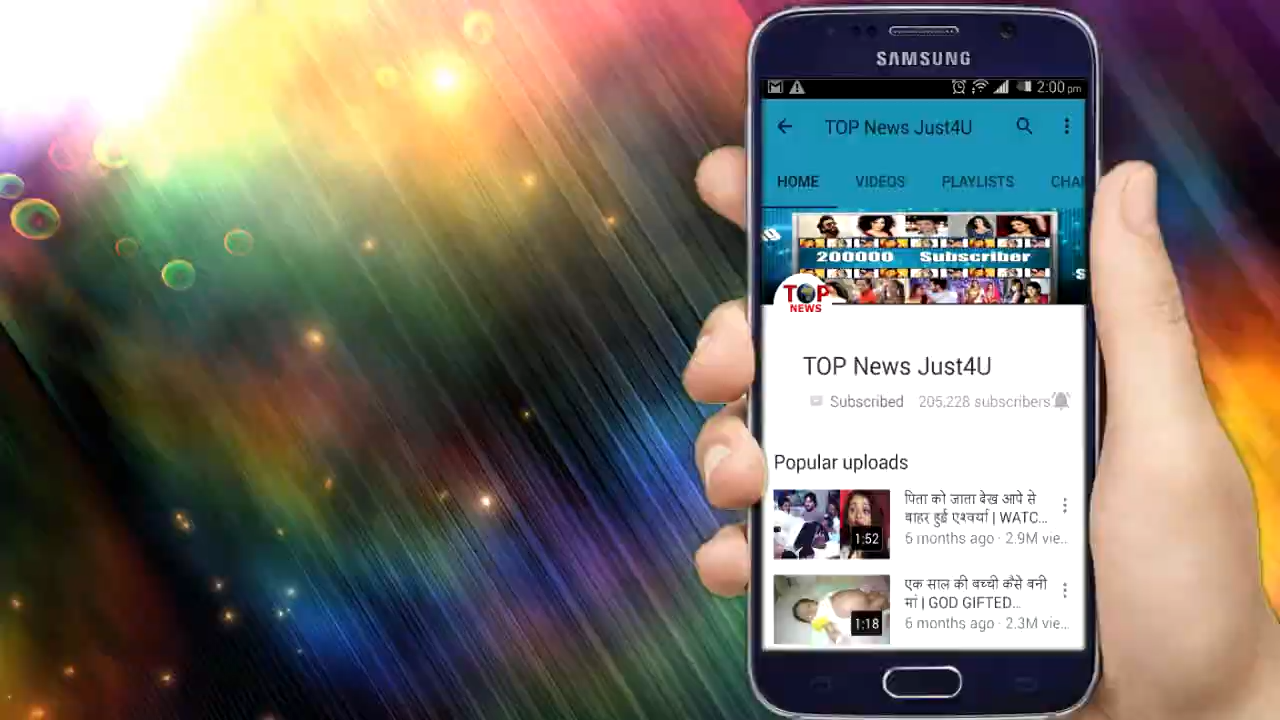 SAMSUNG
2:00 pm
TOP News Just4U
HOME VIDEOS PLAYLISTS CHA
200000 Subscriber
S
TOP
NEWS
TOP News Just4U
Subscribed 205,228 subscribers
Popular uploads
पिता को जाता देख आपे से
बाहर हुई एश्वर्या | WATC...
6 months ago · 2.9M vie...
1:52
एक साल की बच्ची कैसे बनी
मां | GOD GIFTED...
6 months ago · 2.3M vie...
1:18